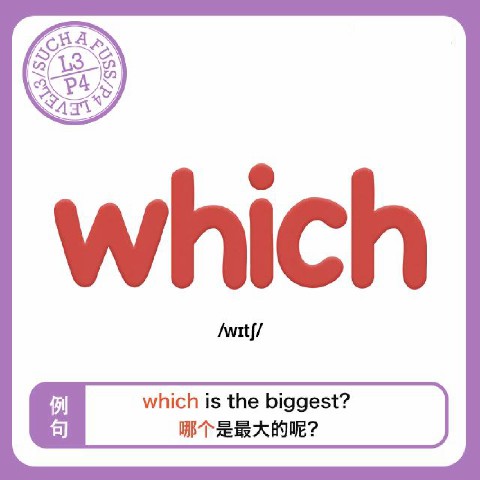 SUCH A FUSS/P4 LEVEL3/
L3
P4
which
/wɪtʃ/
例句
which is the biggest?
哪个是最大的呢?